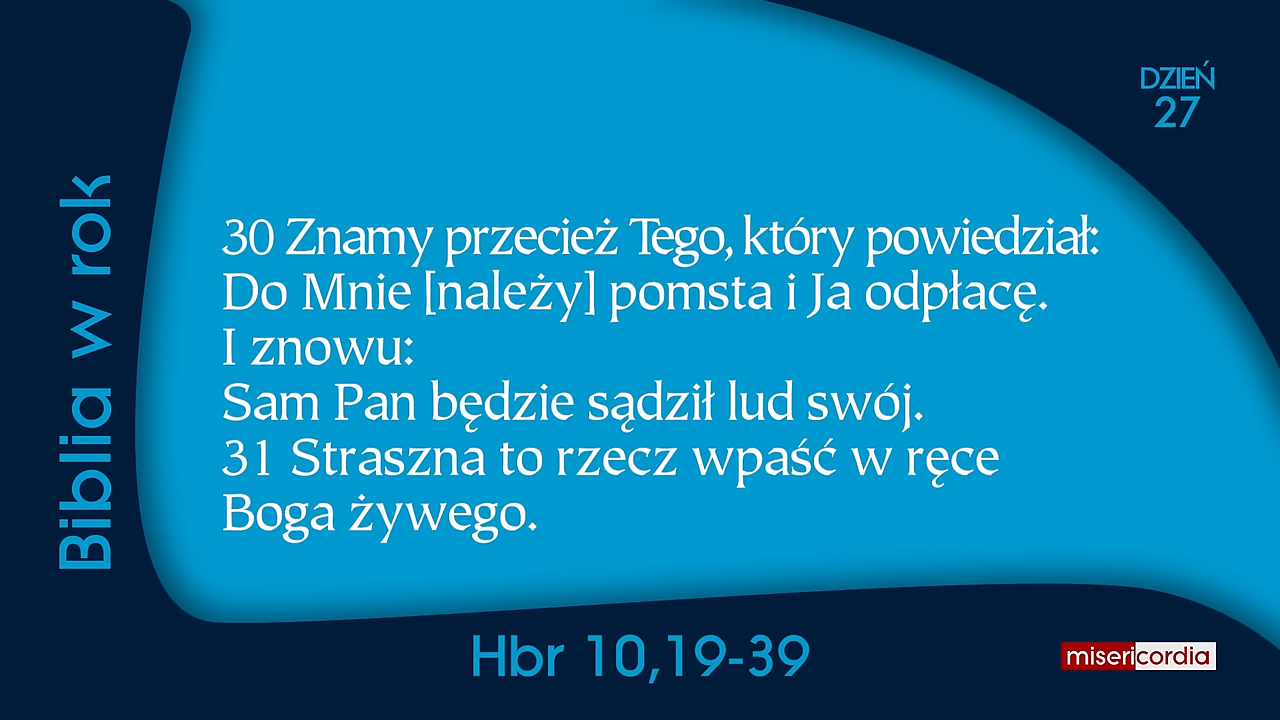 DZIEŃ
27
Biblia w rok
30 Znamy przecież Tego, który powiedział:
Do Mnie [należy] pomsta i Ja odpłacę.
I znowu:
Sam Pan będzie sądził lud swój.
31 Straszna to rzecz wpaść w ręce
Boga żywego.
Hbr 10,19-39
misericordia